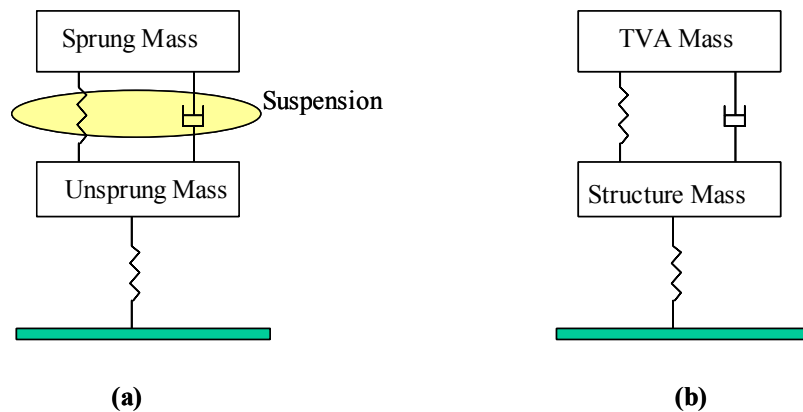 Sprung Mass
Suspension
Unsprung Mass
(a)
TVA Mass
Structure Mass
(b)